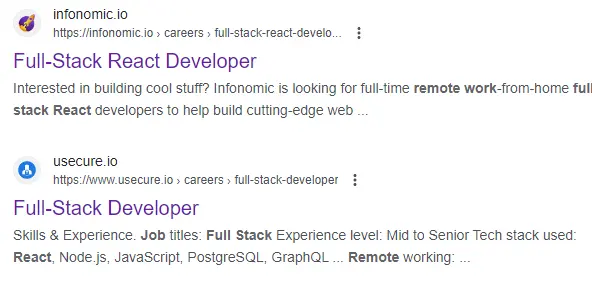 infonomic.io
https://infonomic.io › careers › full-stack-react-develo...
Full-Stack React Developer
Interested in building cool stuff? Infonomic is looking for full-time remote work-from-home full
stack React developers to help build cutting-edge web ...
usecure.io
https://www.usecure.io › careers › full-stack-developer
Full-Stack Developer
Skills & Experience. Job titles: Full Stack Experience level: Mid to Senior Tech stack used:
React, Node.js, JavaScript, PostgreSQL, GraphQL ... Remote working: ...